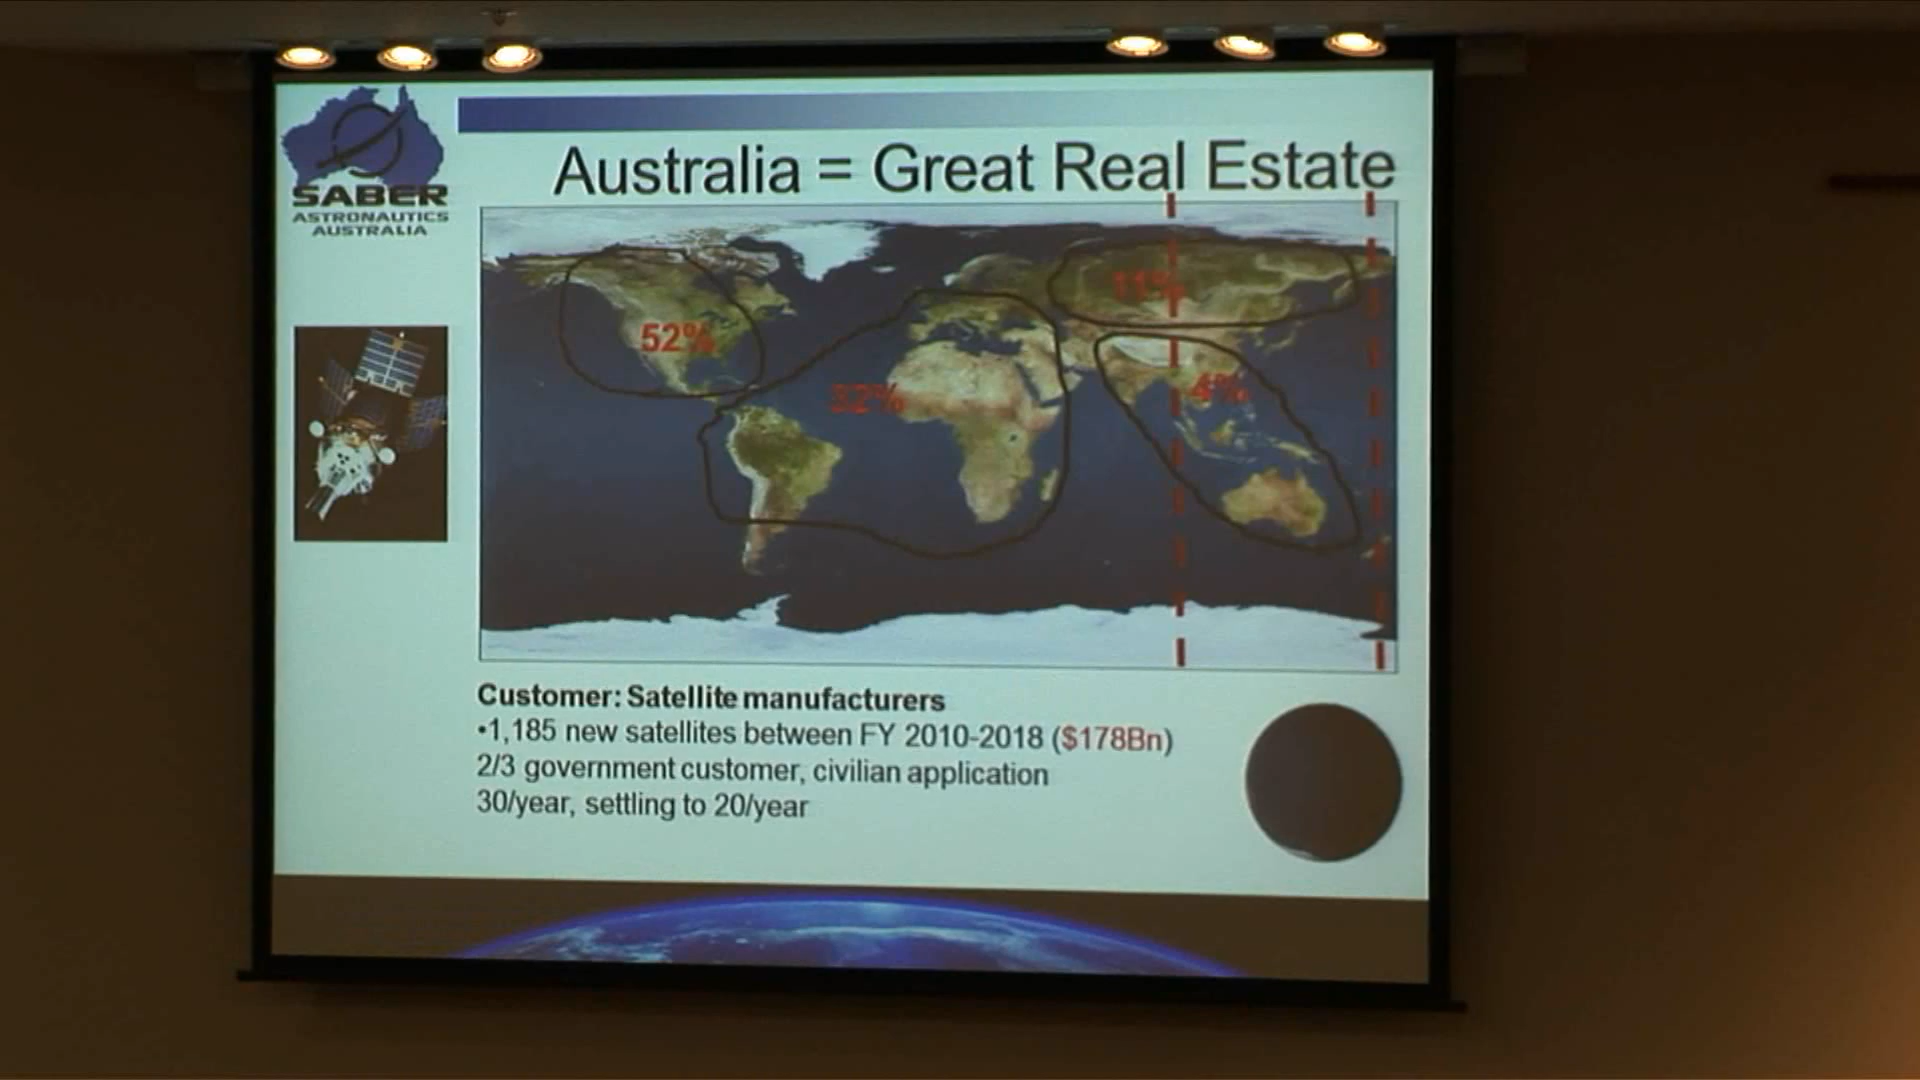 SABER
ASTRONAUTICS
AUSTRALIA
Australia = Great Real Estate
52%
32%
11%
4%
Customer: Satellite manufacturers
•1,185 new satellites between FY 2010-2018 ($178Bn)
2/3 government customer, civilian application
30/year, settling to 20/year